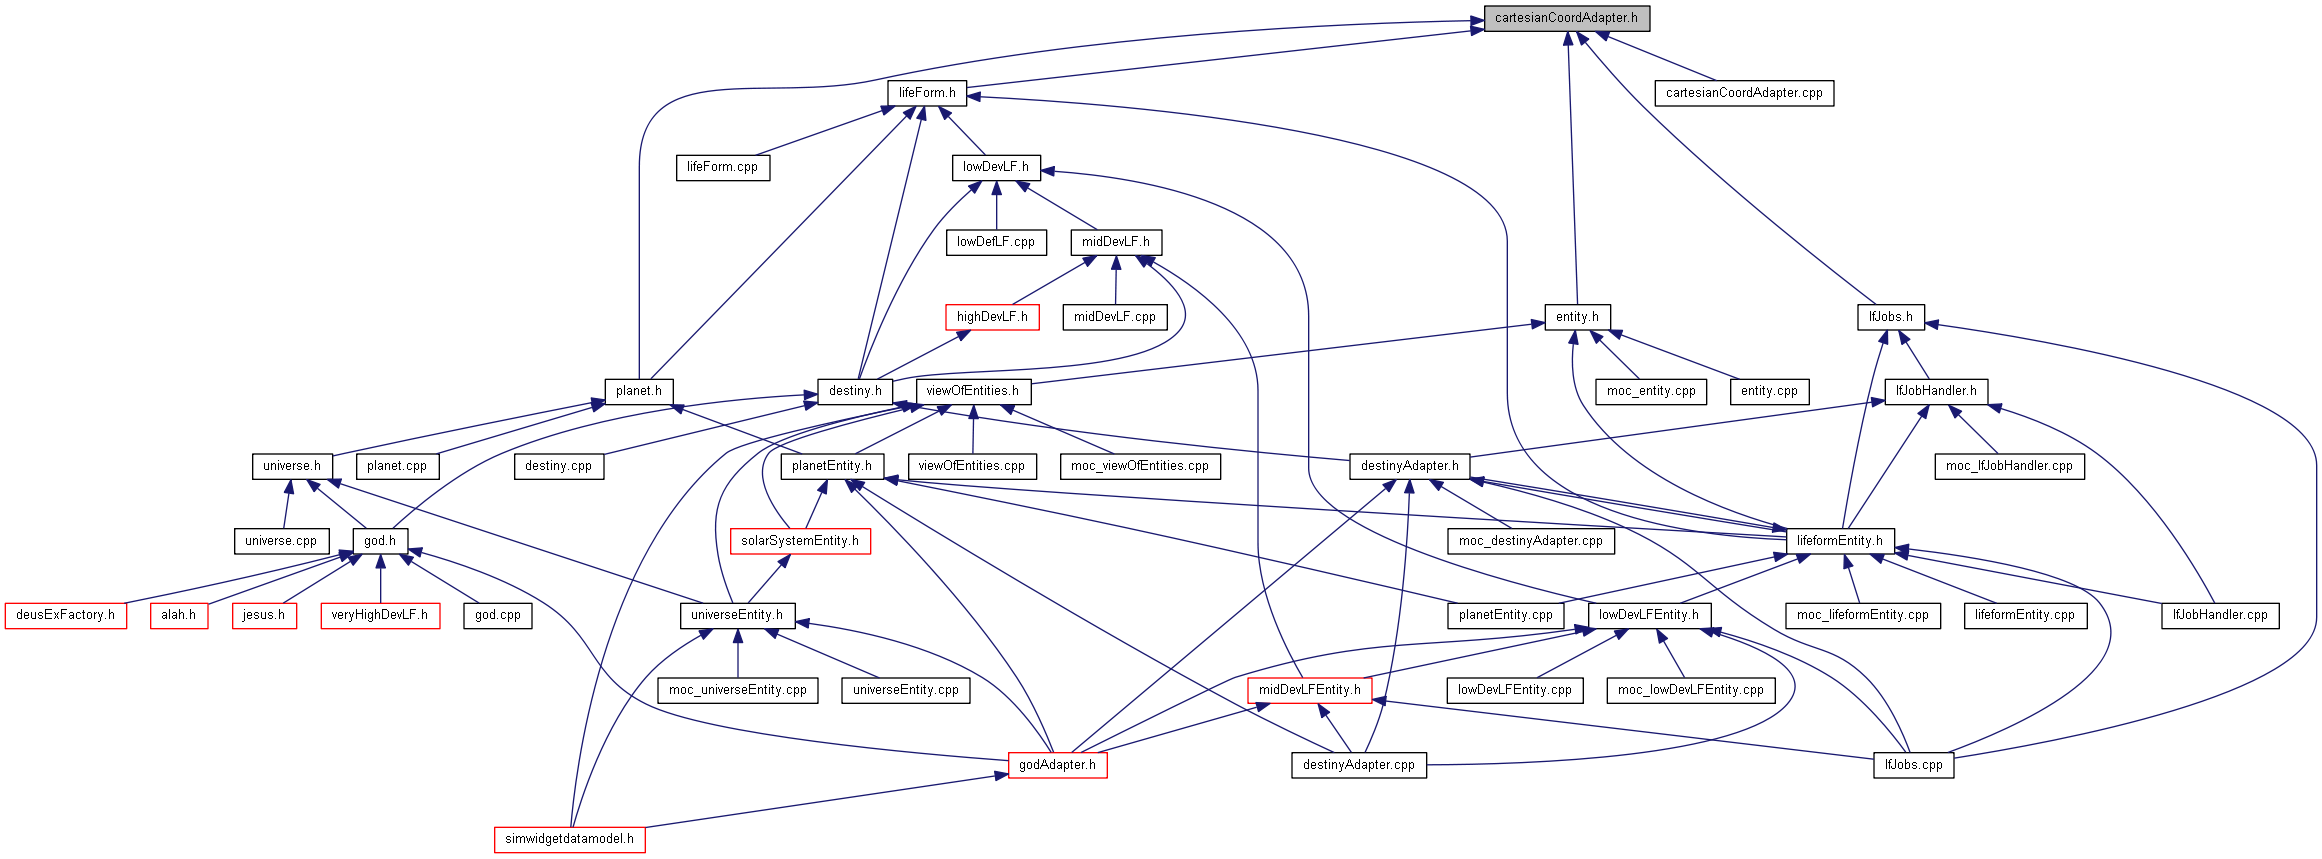 cartesianCoordAdapter.h
lifeForm.h
cartesianCoordAdapter.cpp
lifeForm.cpp
lowDevLF.h
lowDefLF.cpp
midDevLF.h
highDevLF.h
midDevLF.cpp
entity.h
lfJobs.h
planet.h
destiny.h
viewOfEntities.h
moc_entity.cpp
entity.cpp
lfJobHandler.h
universe.h
planet.cpp
destiny.cpp
planetEntity.h
viewOfEntities.cpp
moc_viewOfEntities.cpp
destinyAdapter.h
moc_lfJobHandler.cpp
universe.cpp
god.h
solarSystemEntity.h
moc_destinyAdapter.cpp
lifeformEntity.h
deusExFactory.h
alah.h
jesus.h
veryHighDevLF.h
god.cpp
universeEntity.h
planetEntity.cpp
lowDevLFEntity.h
moc_lifeformEntity.cpp
lifeformEntity.cpp
lfJobHandler.cpp
moc_universeEntity.cpp
universeEntity.cpp
midDevLFEntity.h
lowDevLFEntity.cpp
moc_lowDevLFEntity.cpp
godAdapter.h
destinyAdapter.cpp
lfJobs.cpp
simwidgetdatamodel.h